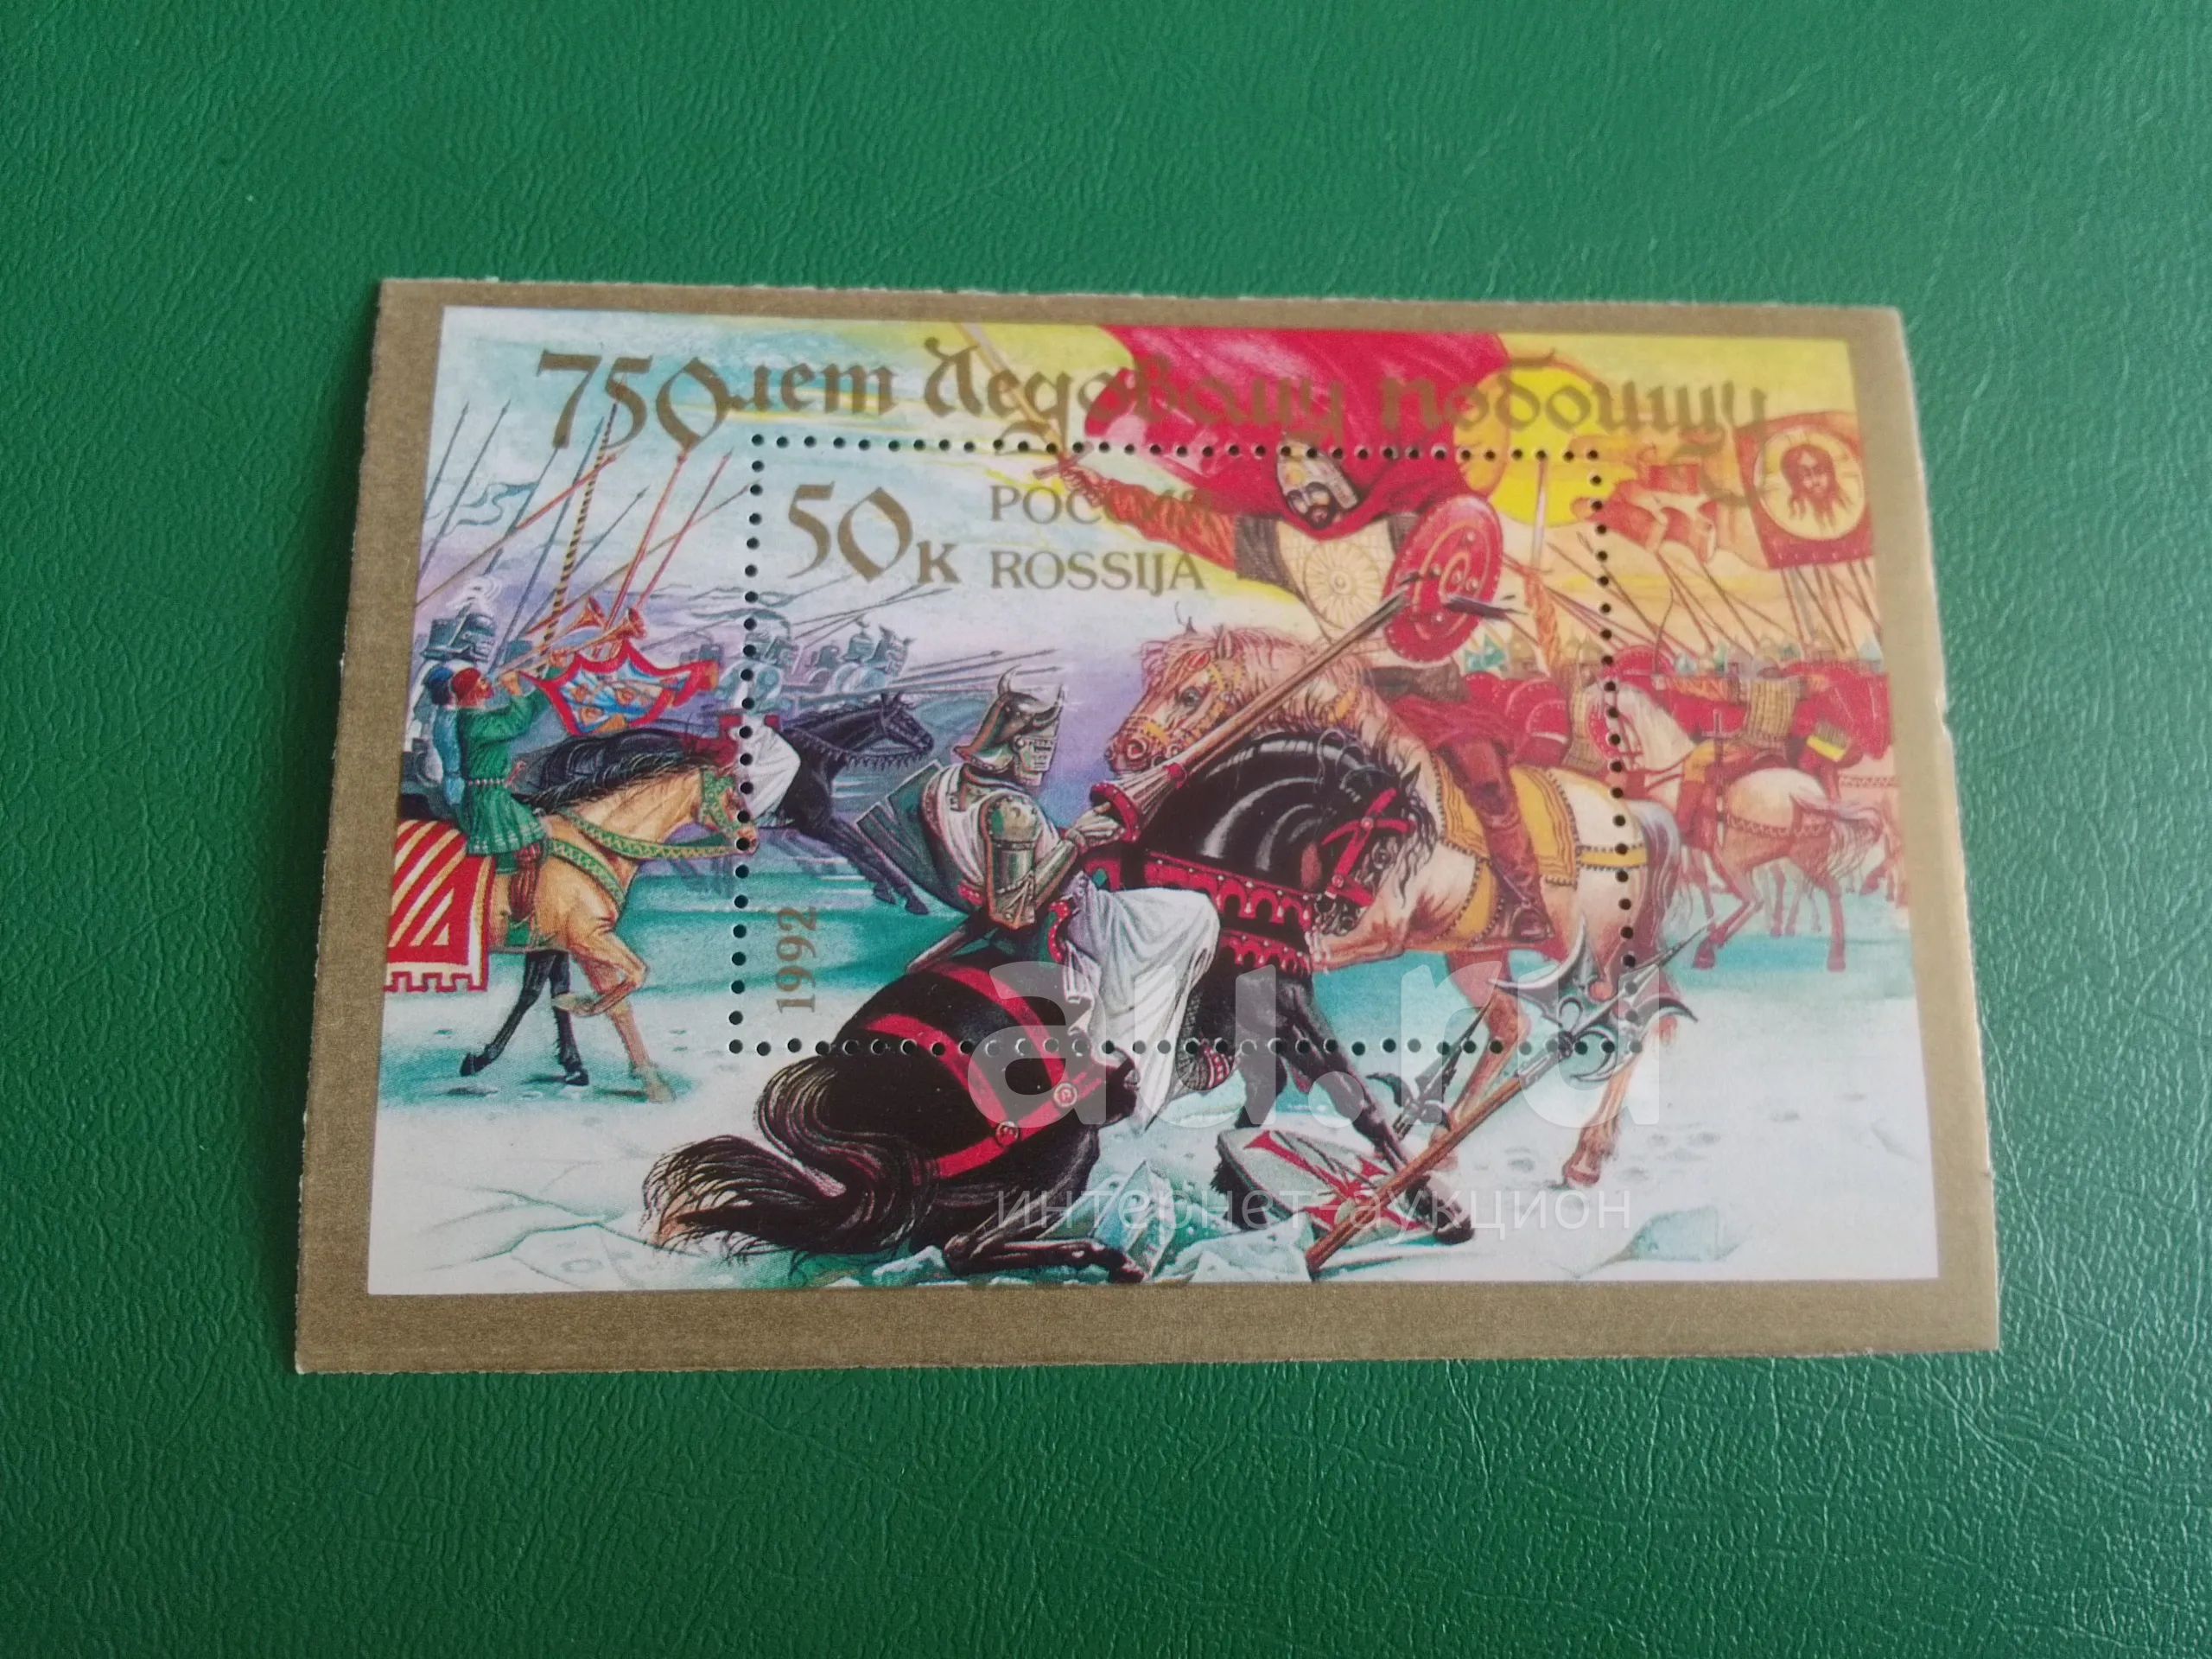 750 лет Ледовому побоищу
50к РОССИЯ
ROSSIJA
1992
au.ru
интернет-аукцион